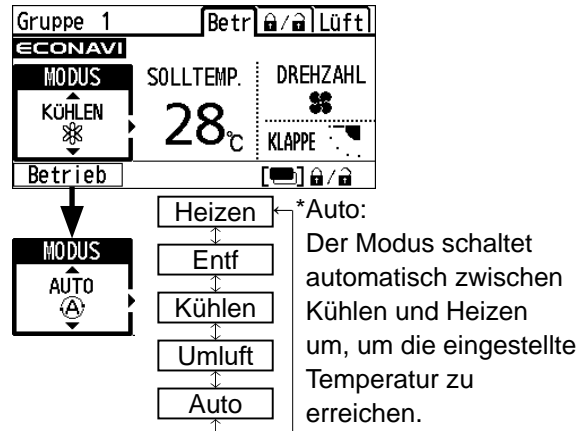 Gruppe 1
Betr
/
Lüft
ECONAVI
MODUS
KÜHLEN
SOLLTEMP.
28°C
DREHZAHL
KLAPPE
Betrieb
[ ] /
MODUS
AUTO
A
Heizen
Entf
Kühlen
Umluft
Auto
*Auto:
Der Modus schaltet
automatisch zwischen
Kühlen und Heizen
um, um die eingestellte
Temperatur zu
erreichen.